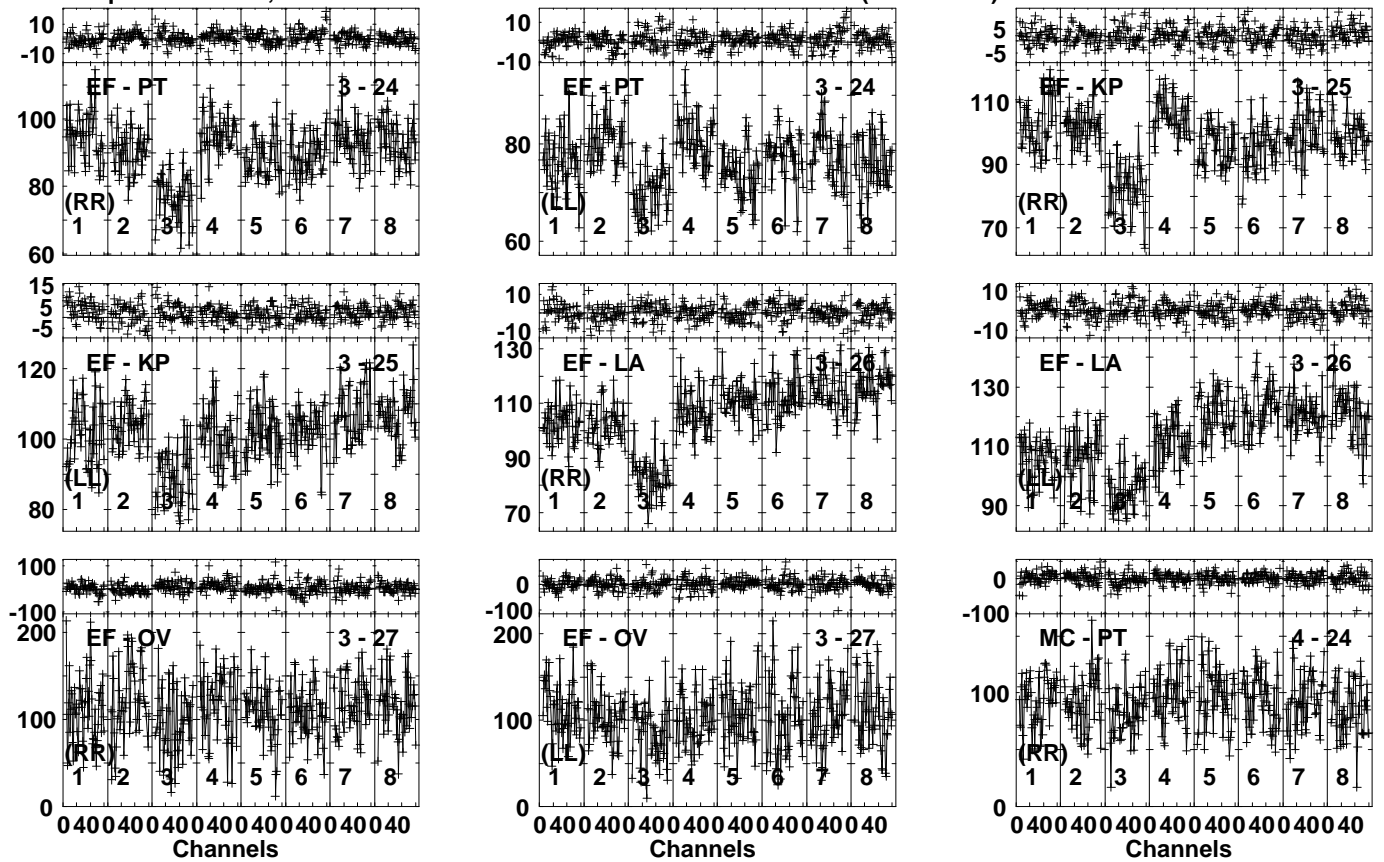 10
-10
EF - PT 3 - 24
100
80
(RR)
1 2 3 4 5 6 7 8
60
10
-10
EF - PT 3 - 24
80
(LL)
1 2 3 4 5 6 7 8
60
5
-5
EF - KP 3 - 25
110
90
(RR)
70
1 2 3 4 5 6 7 8
15
5
-5
EF - KP 3 - 25
120
100
(LL)
80
1 2 3 4 5 6 7 8
10
-10
130
EF - LA 3 - 26
110
90
(RR)
70
1 2 3 4 5 6 7 8
10
-10
EF - LA 3 - 26
130
110
(LL)
90
1 2 3 4 5 6 7 8
100
-100
200
EF - OV 3 - 27
100
(RR)
1 2 3 4 5 6 7 8
0
0 40 0 40 0 40 0 40 0 40 0 40 0 40 0 40
Channels
0
-100
200
EF - OV 3 - 27
100
(LL)
1 2 3 4 5 6 7 8
0
0 40 0 40 0 40 0 40 0 40 0 40 0 40 0 40
Channels
0
-100
MC - PT 4 - 24
100
(RR)
1 2 3 4 5 6 7 8
0
0 40 0 40 0 40 0 40 0 40 0 40 0 40 0 40
Channels